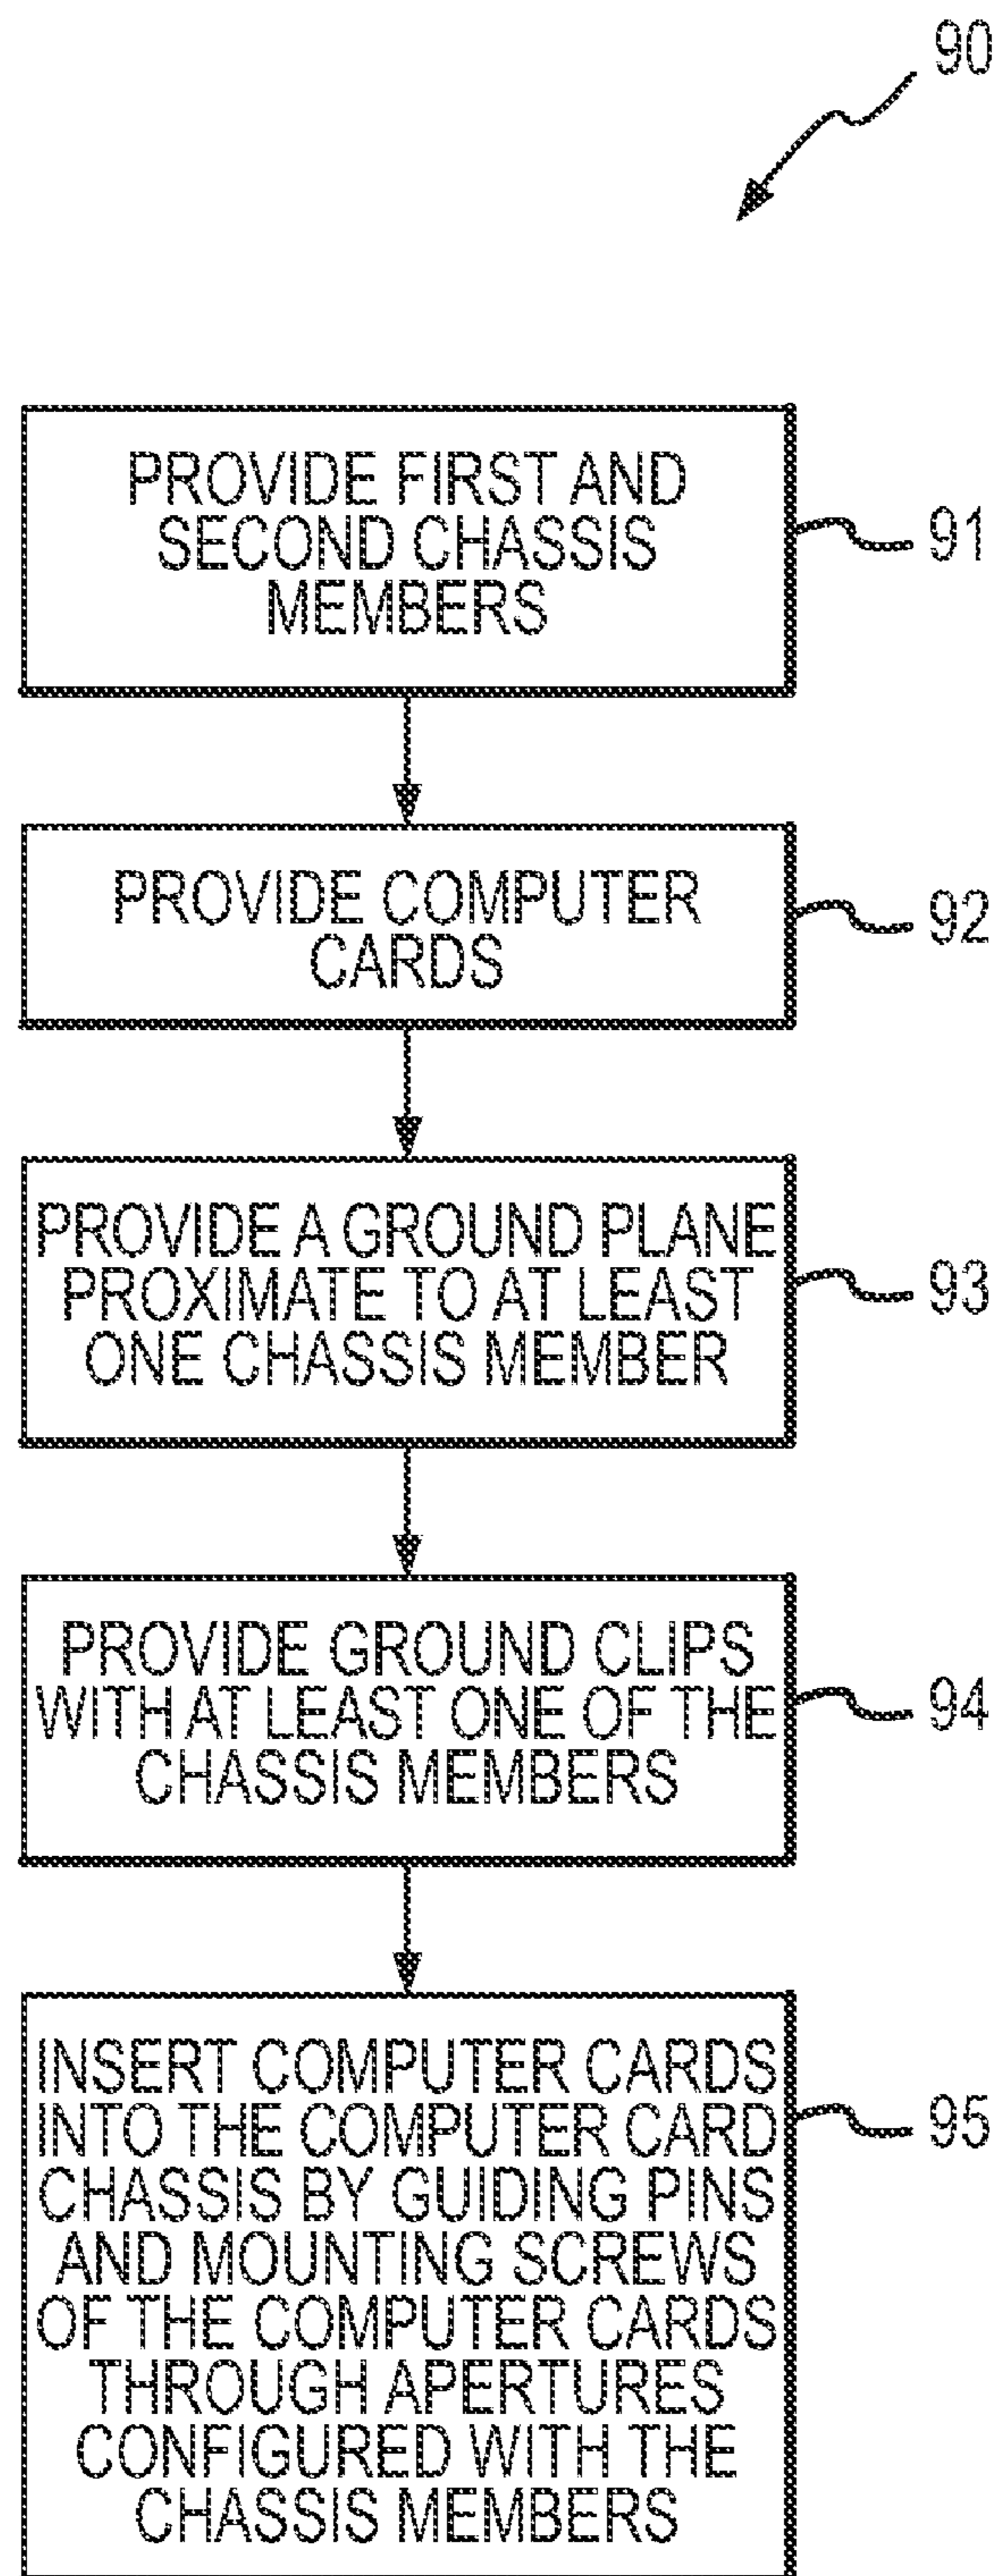 90
PROVIDE FIRST AND
SECOND CHASSIS
MEMBERS
91
PROVIDE COMPUTER
CARDS
92
PROVIDE A GROUND PLANE
PROXIMATE TO AT LEAST
ONE CHASSIS MEMBER
93
PROVIDE GROUND CLIPS
WITH AT LEAST ONE OF THE
CHASSIS MEMBERS
94
INSERT COMPUTER CARDS
INTO THE COMPUTER CARD
CHASSIS BY GUIDING PINS
AND MOUNTING SCREWS
OF THE COMPUTER CARDS
THROUGH APERTURES
CONFIGURED WITH THE
CHASSIS MEMBERS
95